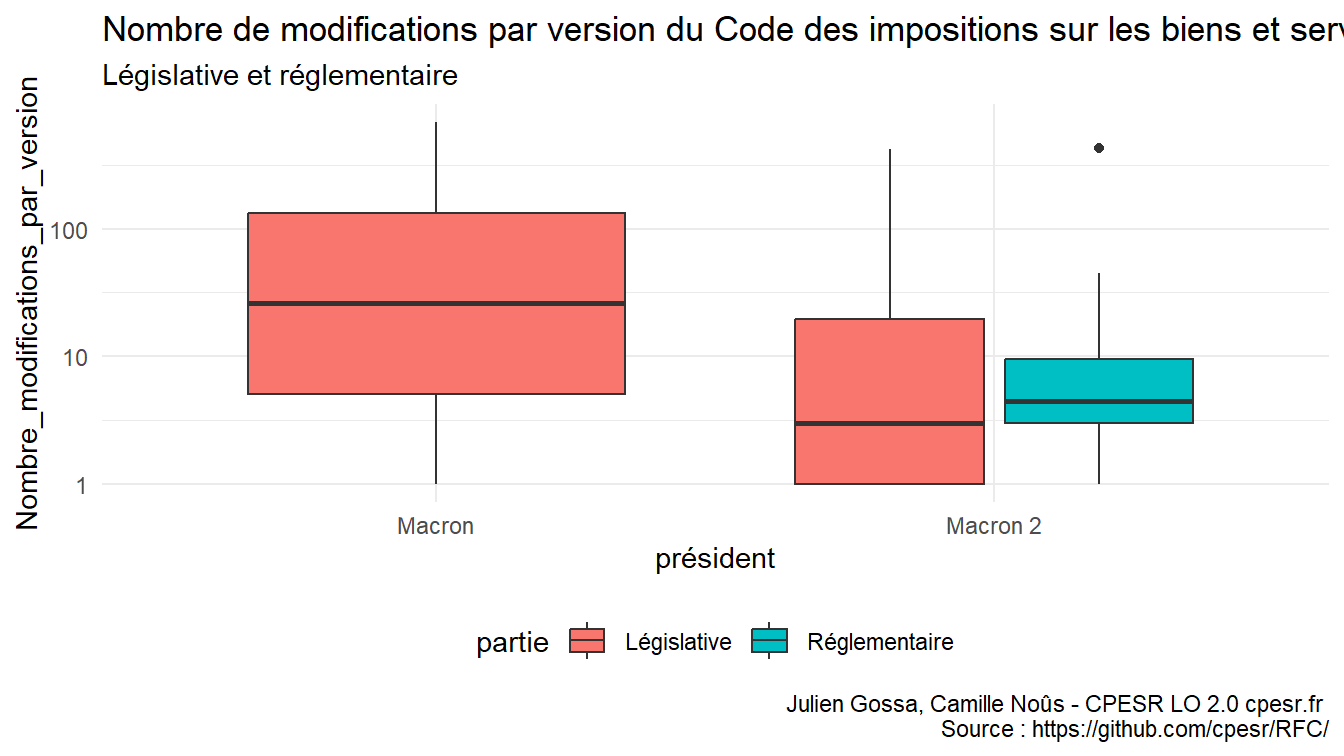 Nombre de modifications par version du Code des impositions sur les biens et serv
Législative et réglementaire
Nombre_modifications_par_version
100
10
1
Macron
Macron 2
président
partie
Législative
Réglementaire
Julien Gossa, Camille Noûs - CPESR LO 2.0 cpesr.fr
Source : https://github.com/cpesr/RFC/